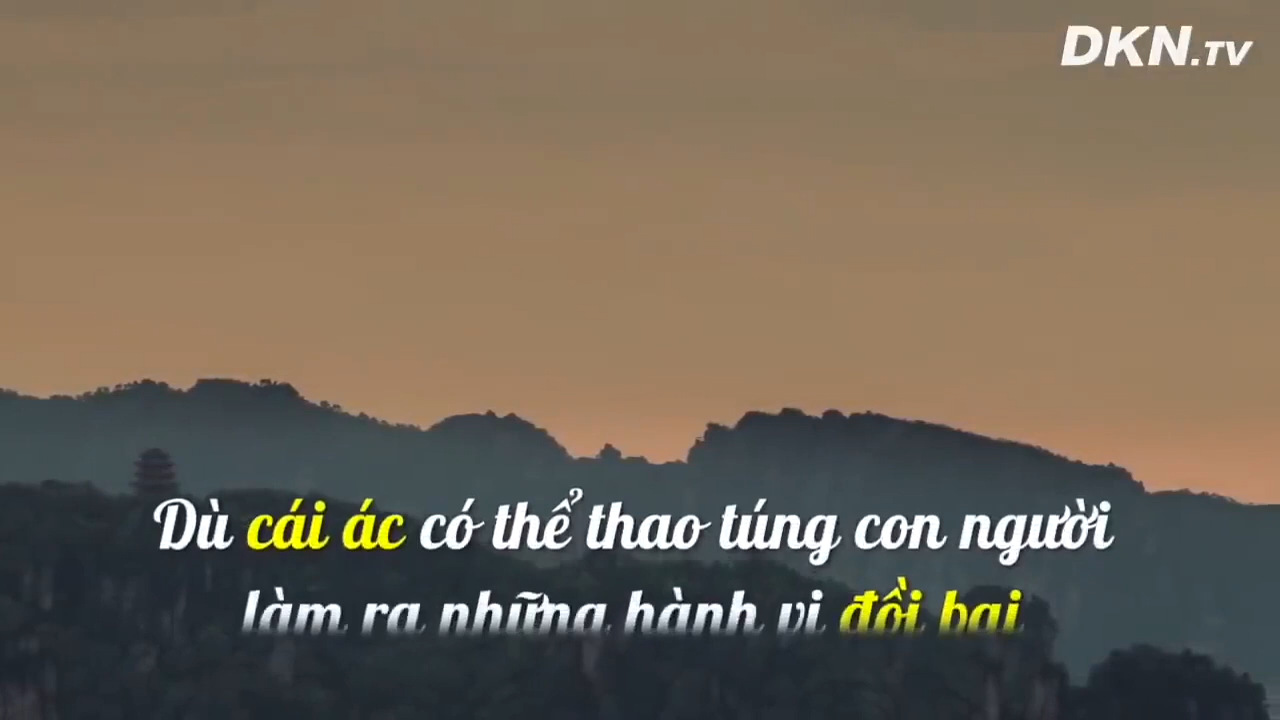 DKN.TV
Dù cái ác có thể thao túng con người
làm ra những hành vi đồi bại